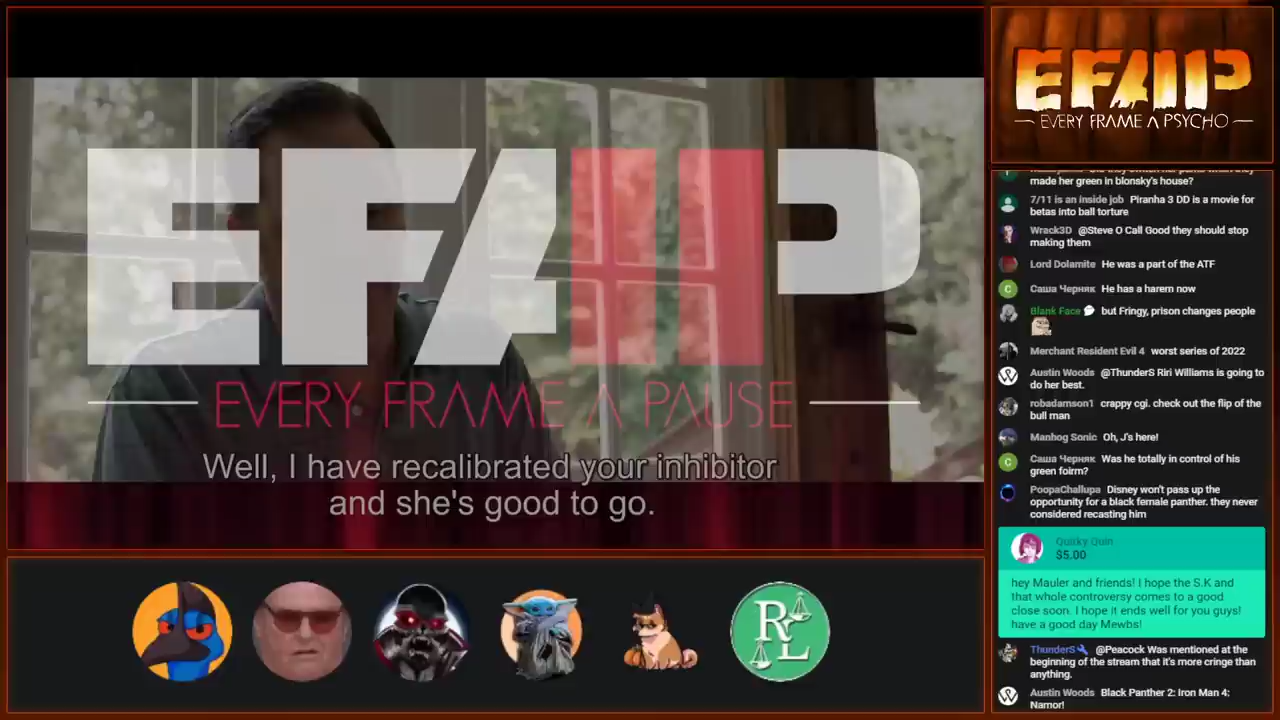 EFAP
EVERY FRAME A PAUSE
Well, I have recalibrated your inhibitor
and she's good to go.
RL
EFAP
EVERY FRAME A PSYCHO
made her green in blonsky's house?
7/11 is an inside job Piranha 3 DD is a movie for
betas into ball torture
Wrack3D @Steve O Call Good they should stop
making them
Lord Dolamite He was a part of the ATF
Саша Черняк He has a harem now
Blank Face but Fringy, prison changes people
Merchant Resident Evil 4 worst series of 2022
Austin Woods @ThunderS Riri Williams is going to
do her best.
robadamson1 crappy cgi. check out the flip of the
bull man
Manhog Sonic Oh, J's here!
Саша Черняк Was he totally in control of his
green foirm?
PoopaChallupa Disney won't pass up the
opportunity for a black female panther. they never
considered recasting him
Quirky Quin
$5.00
hey Mauler and friends! I hope the S.K and
that whole controversy comes to a good
close soon. I hope it ends well for you guys!
have a good day Mewbs!
ThunderS @Peacock Was mentioned at the
beginning of the stream that it's more cringe than
anything.
Austin Woods Black Panther 2: Iron Man 4:
Namor!